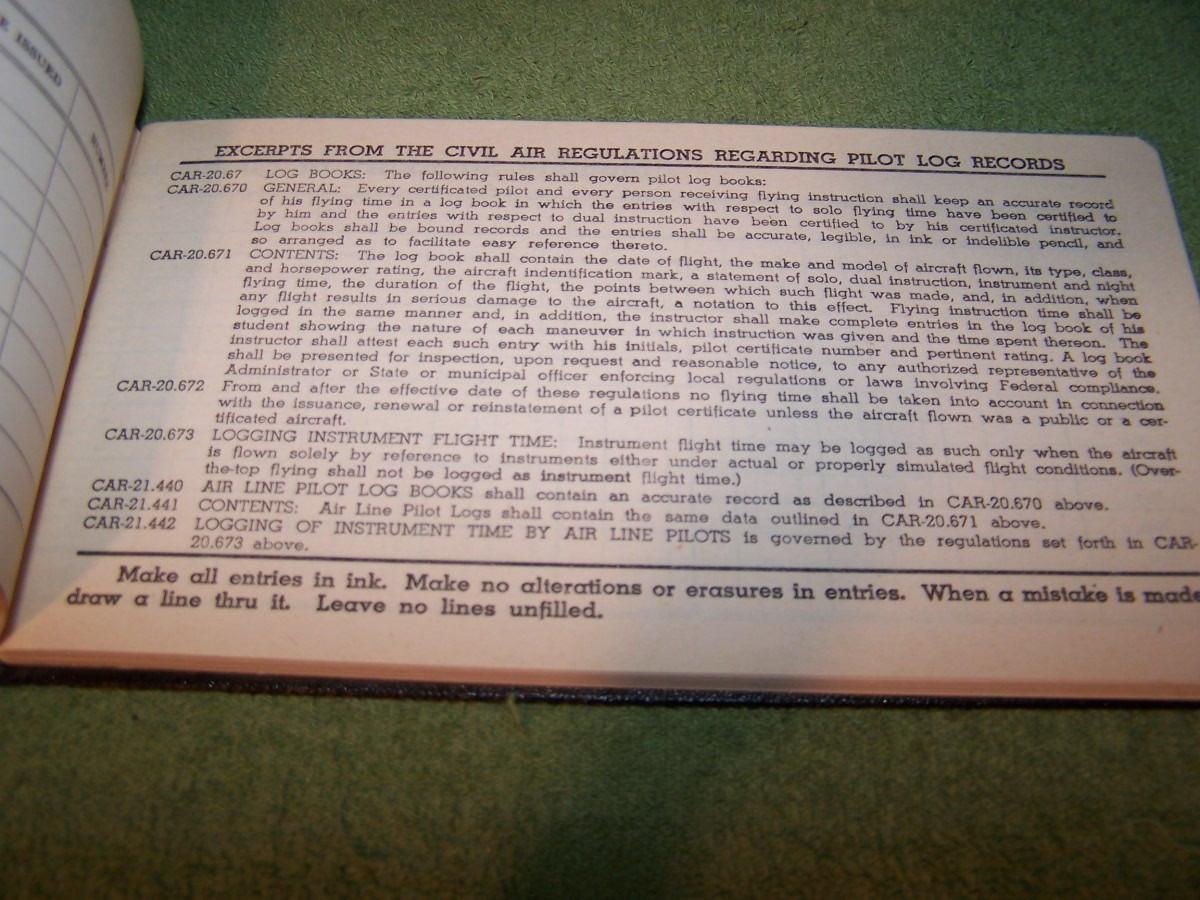 E ISSUED
NUMBER
EXCERPTS FROM THE CIVIL AIR REGULATIONS REGARDING PILOT LOG RECORDS
CAR-20.67 LOG BOOKS: The following rules shall govern pilot log books:
CAR-20.670 GENERAL: Every certificated pilot and every person receiving flying instruction shall keep an accurate record
of his flying time in a log book in which the entries with respect to solo flying time have been certified to
by him and the entries with respect to dual instruction have been certified to by his certificated instructor.
Log books shall be bound records and the entries shall be accurate, legible, in ink or indelible pencil, and
so arranged as to facilitate easy reference thereto.
CAR-20.671 CONTENTS: The log book shall contain the date of flight, the make and model of aircraft flown, its type, class,
and horsepower rating, the aircraft indentification mark, a statement of solo, dual instruction, instrument and night
flying time, the duration of the flight, the points between which such flight was made, and, in addition, when
any flight results in serious damage to the aircraft, a notation to this effect. Flying instruction time shall be
logged in the same manner and, in addition, the instructor shall make complete entries in the log book of his
student showing the nature of each maneuver in which instruction was given and the time spent thereon. The
instructor shall attest each such entry with his initials, pilot certificate number and pertinent rating. A log book
shall be presented for inspection, upon request and reasonable notice, to any authorized representative of the
Administrator or State or municipal officer enforcing local regulations or laws involving Federal compliance.
CAR-20.672 From and after the effective date of these regulations no flying time shall be taken into account in connection
with the issuance, renewal or reinstatement of a pilot certificate unless the aircraft flown was a public or a cer-
tificated aircraft.
CAR-20.673 LOGGING INSTRUMENT FLIGHT TIME: Instrument flight time may be logged as such only when the aircraft
is flown solely by reference to instruments either under actual or properly simulated flight conditions. (Over-
the-top flying shall not be logged as instrument flight time.)
CAR-21.440 AIR LINE PILOT LOG BOOKS shall contain an accurate record as described in CAR-20.670 above.
CAR-21.441 CONTENTS: Air Line Pilot Logs shall contain the same data outlined in CAR-20.671 above.
CAR-21.442 LOGGING OF INSTRUMENT TIME BY AIR LINE PILOTS is governed by the regulations set forth in CAR-
20.673 above.
Make all entries in ink. Make no alterations or erasures in entries. When a mistake is made
draw a line thru it. Leave no lines unfilled.